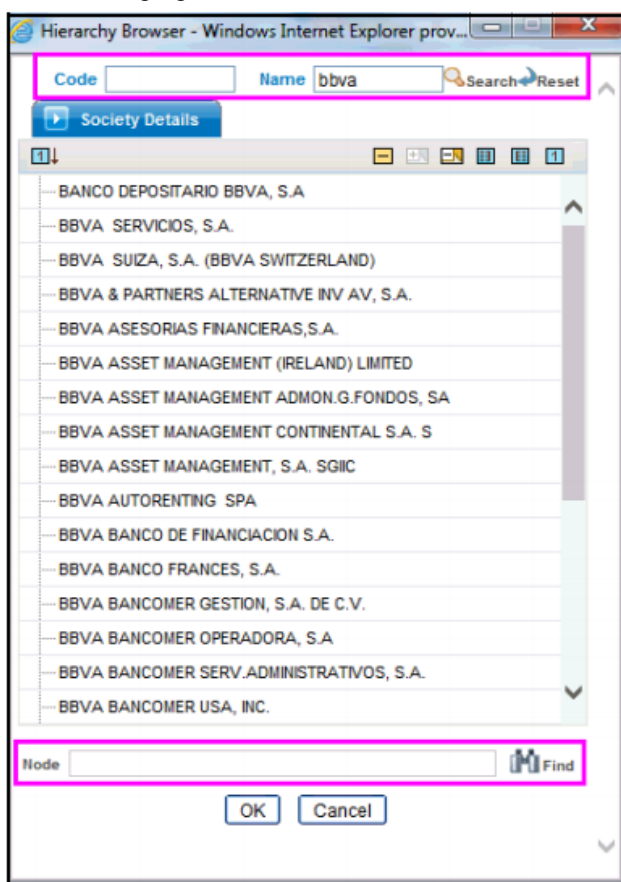 Hierarchy Browser - Windows Internet Explorer prov...
Code Name bbva Search Reset
Society Details
BANCO DEPOSITARIO BBVA, S.A
BBVA SERVICIOS, S.A.
BBVA SUIZA, S.A. (BBVA SWITZERLAND)
BBVA & PARTNERS ALTERNATIVE INV AV, S.A.
BBVA ASESORIAS FINANCIERAS,S.A.
BBVA ASSET MANAGEMENT (IRELAND) LIMITED
BBVA ASSET MANAGEMENT ADMON.G.FONDOS, SA
BBVA ASSET MANAGEMENT CONTINENTAL S.A. S
BBVA ASSET MANAGEMENT, S.A. SGIIC
BBVA AUTORENTING SPA
BBVA BANCO DE FINANCIACION S.A.
BBVA BANCO FRANCES, S.A.
BBVA BANCOMER GESTION, S.A. DE C.V.
BBVA BANCOMER OPERADORA, S.A
BBVA BANCOMER SERV.ADMINISTRATIVOS, S.A.
BBVA BANCOMER USA, INC.
Node Find
OK Cancel